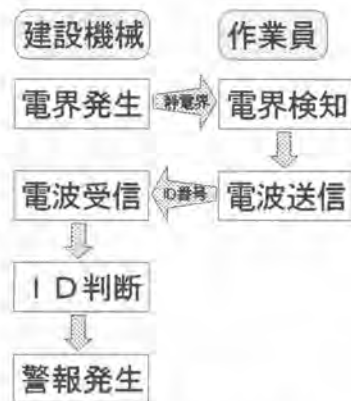 建設機械 作業員
電界発生 静電界 電界検知
電波受信 ID番号 電波送信
ＩＤ判断
警報発生